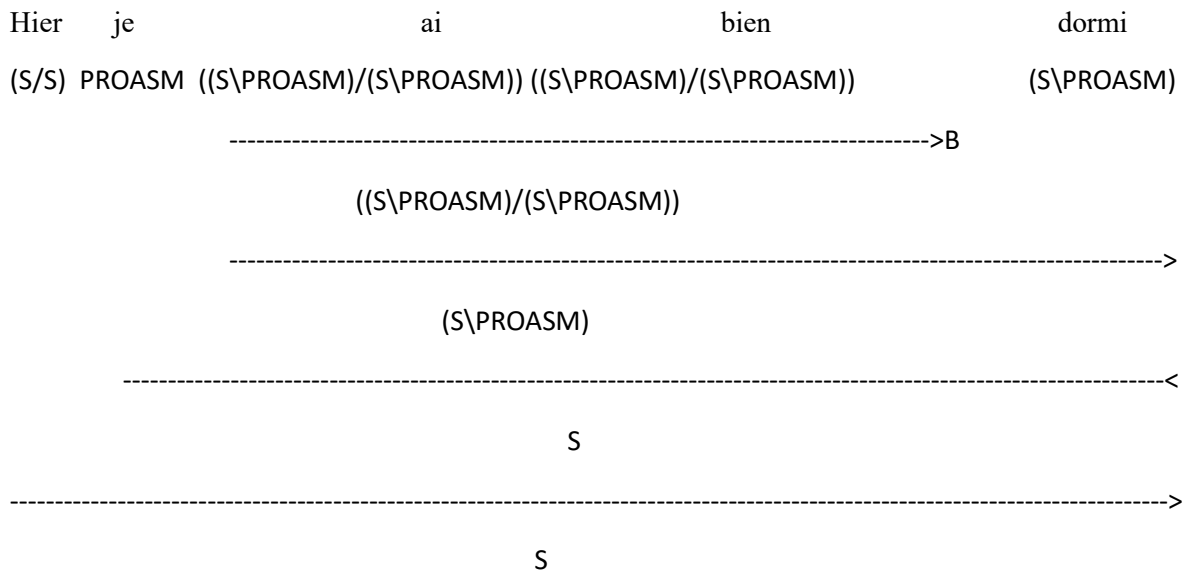 Hier je ai bien dormi
(S/S) PROASM ((S\PROASM)/(S\PROASM)) ((S\PROASM)/(S\PROASM)) (S\PROASM)
------------------------------------------------------------------------------>B
((S\PROASM)/(S\PROASM))
-------------------------------------------------------------------------------------------------------->
(S\PROASM)
--------------------------------------------------------------------------------------------------------------------<
S
--------------------------------------------------------------------------------------------------------------------------------->
S